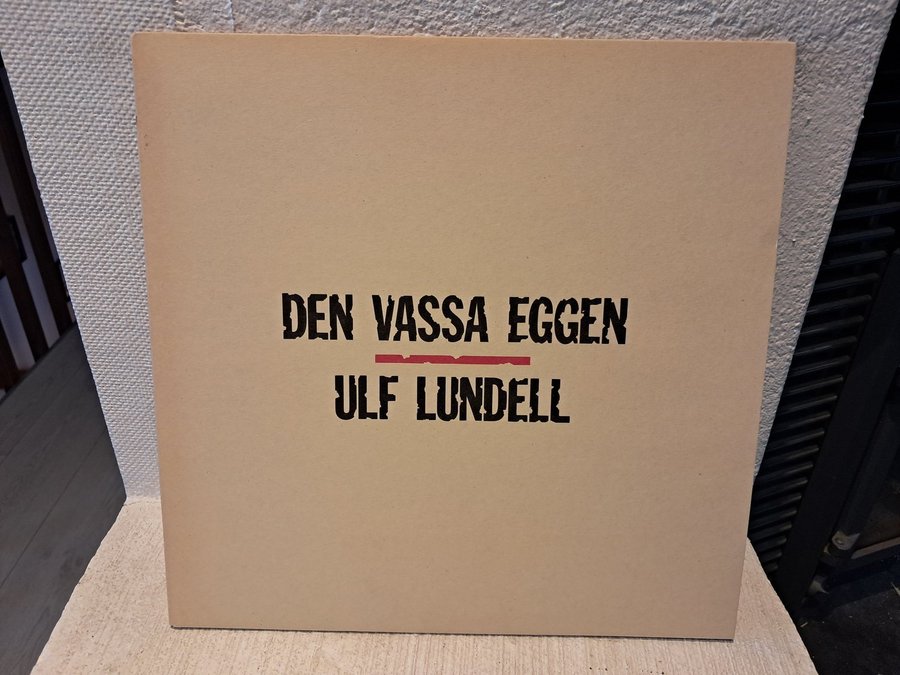 DEN VASSA EGGEN
ULF LUNDELL